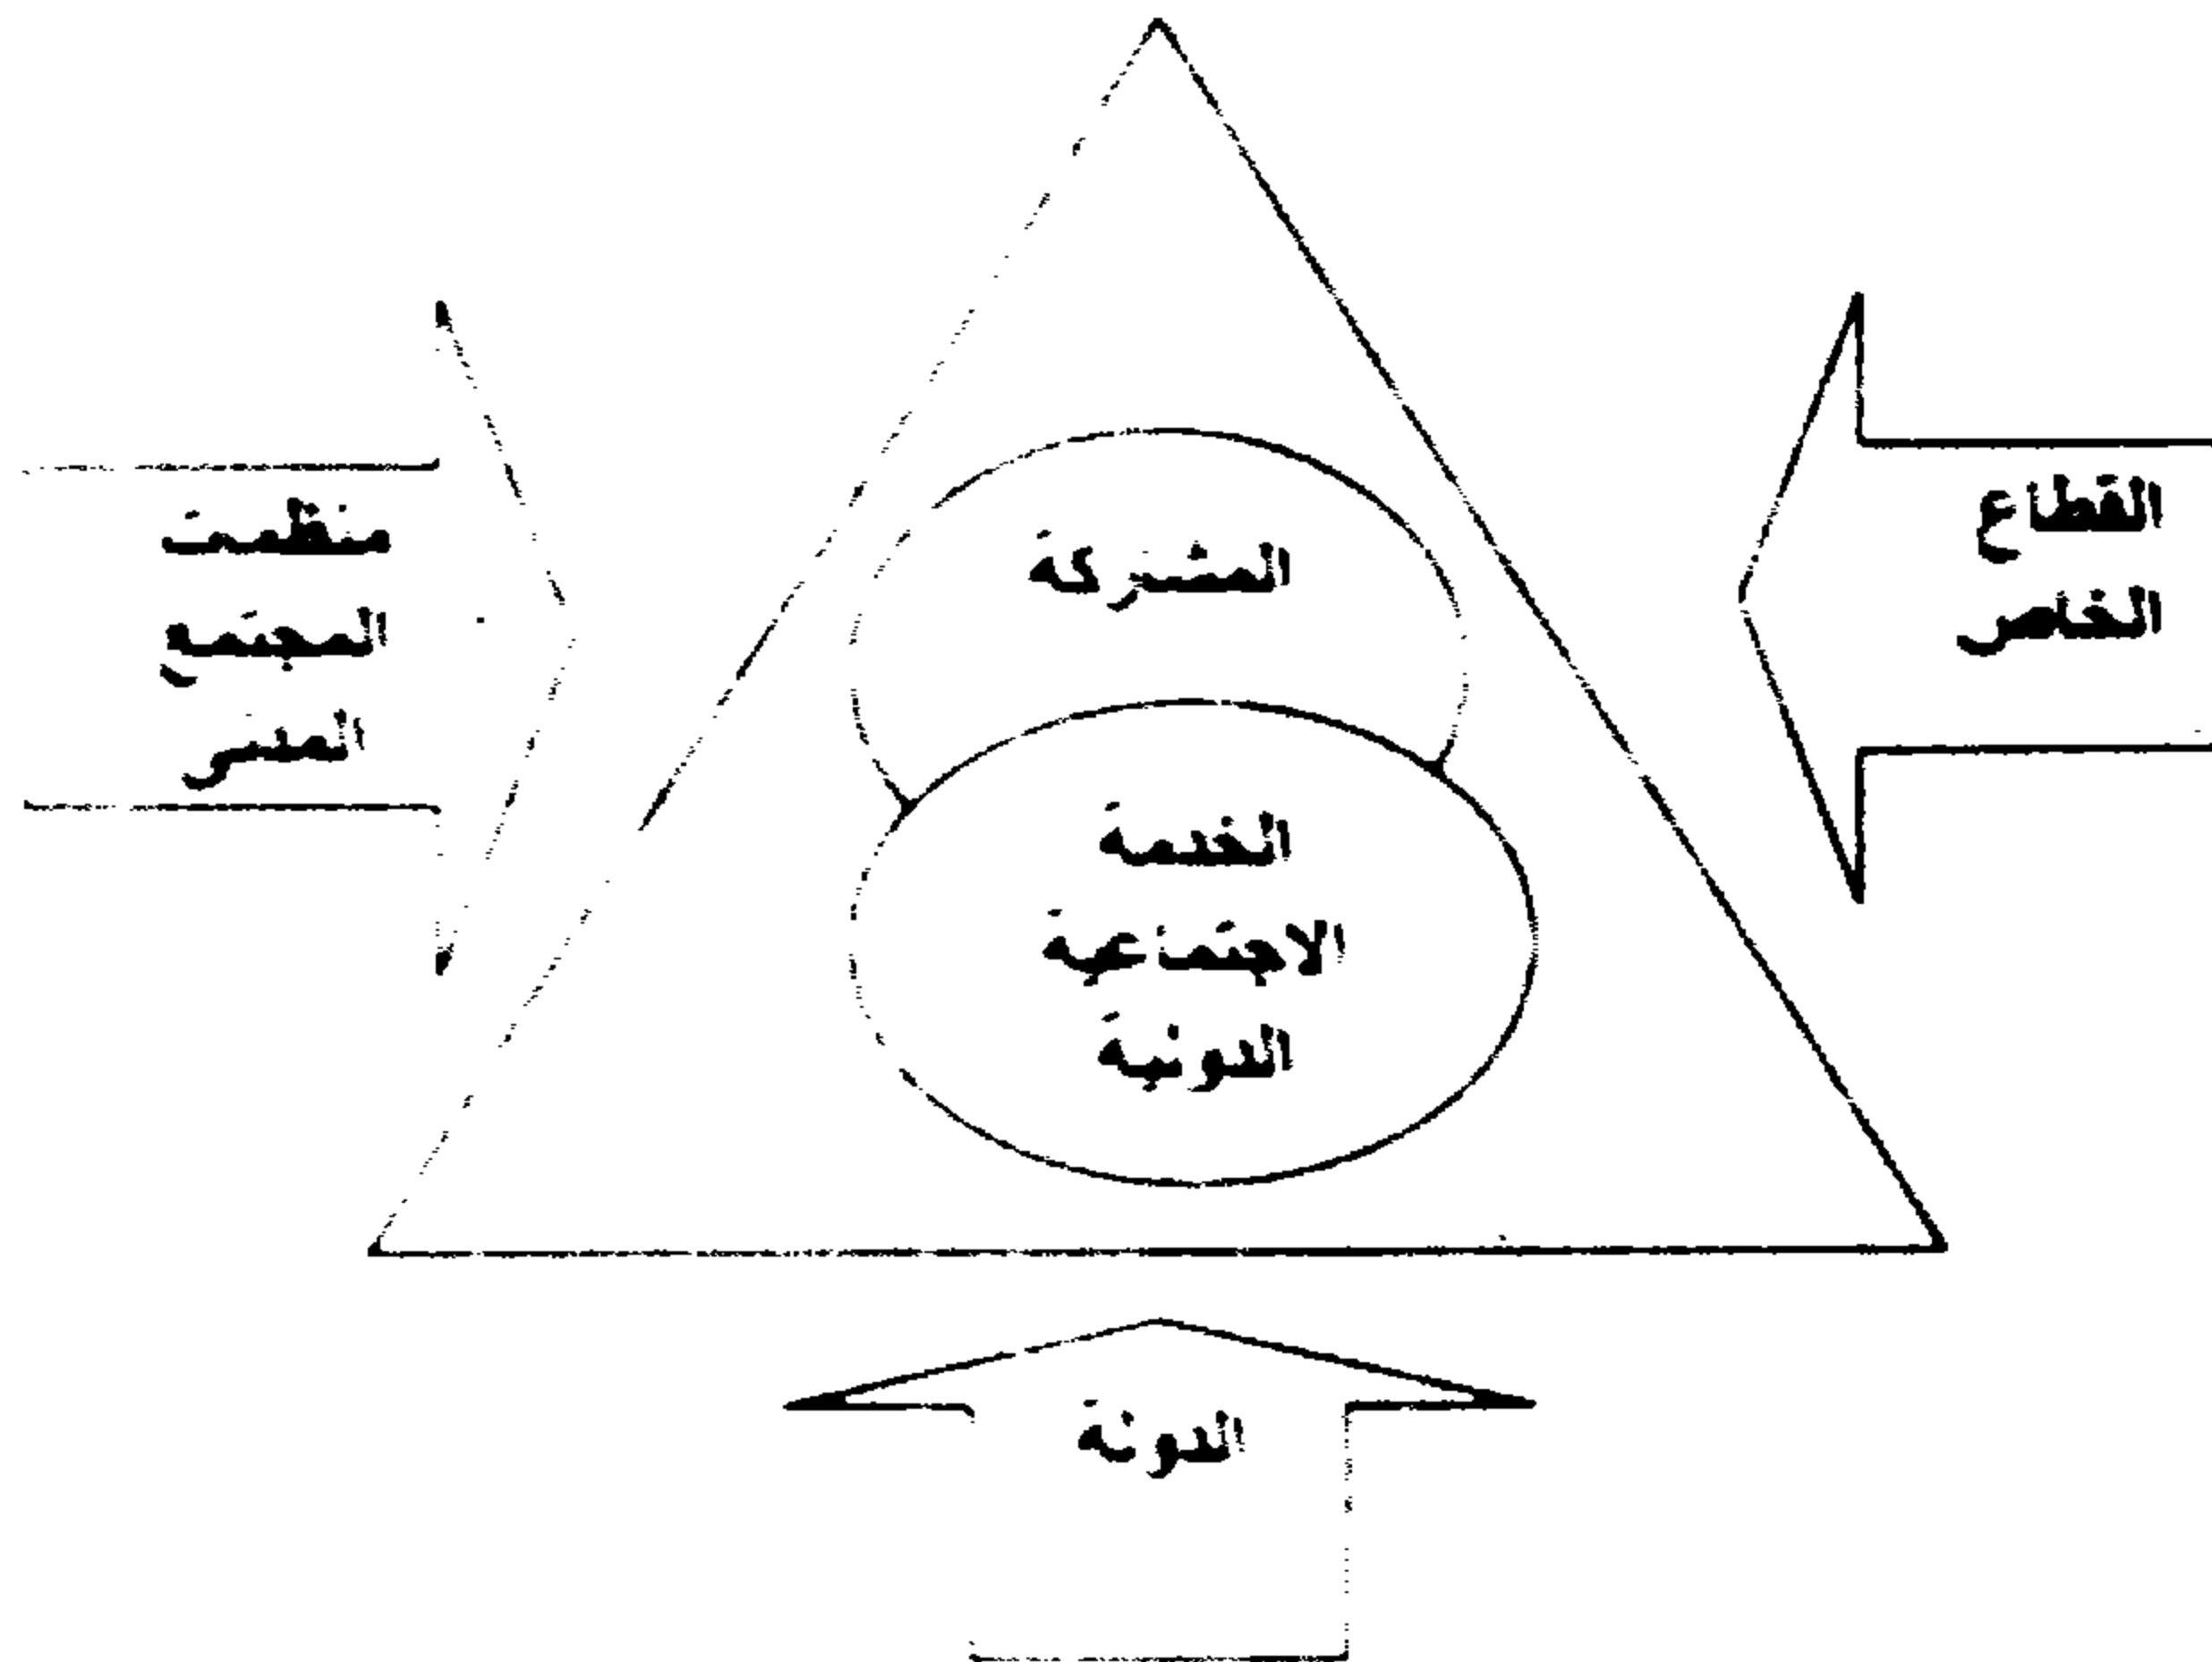 القطاع
الخاص
المشاركة
منظمات
المجتمع
المدني
الخدمة
الاجتماعية
الدولية
الدولة